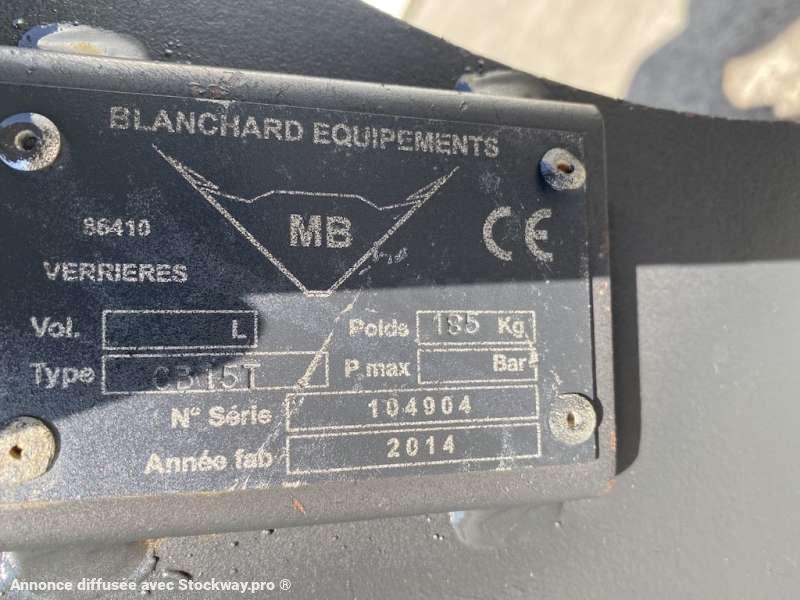 BLANCHARD EQUIPEMENTS
MB
CE
86410
VERRIERES
Vol. L Poids 185 Kg
Type CB15T P.max Bar
N° Série 104904
Année fab 2014
Annonce diffusée avec Stockway.pro ®